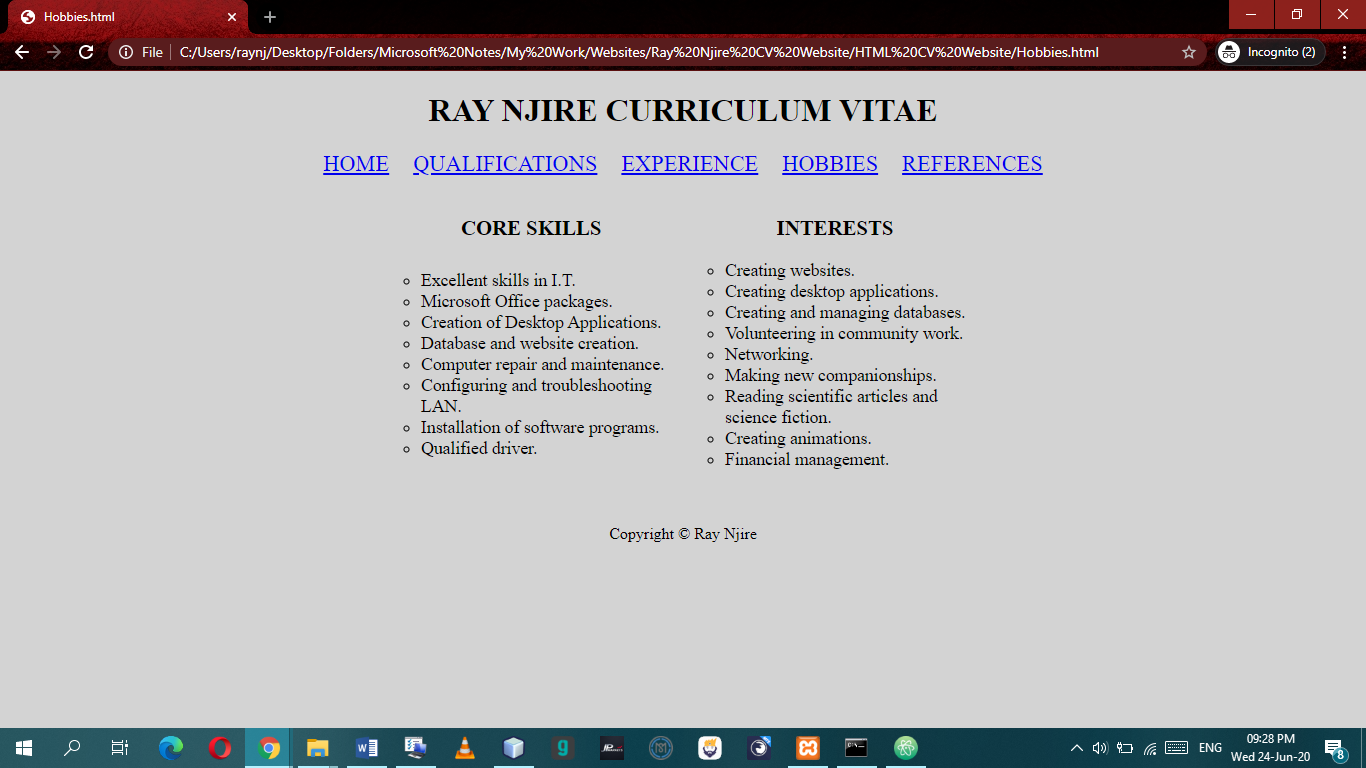 Hobbies.html
File
C:/Users/raynj/Desktop/Folders/Microsoft%20Notes/My%20Work/Websites/Ray%20Njire%20CV%20Website/HTML%20CV%20Website/Hobbies.html
Incognito (2)
RAY NJIRE CURRICULUM VITAE
HOME QUALIFICATIONS EXPERIENCE HOBBIES REFERENCES
CORE SKILLS
Excellent skills in I.T.
Microsoft Office packages.
Creation of Desktop Applications.
Database and website creation.
Computer repair and maintenance.
Configuring and troubleshooting
LAN.
Installation of software programs.
Qualified driver.
INTERESTS
Creating websites.
Creating desktop applications.
Creating and managing databases.
Volunteering in community work.
Networking.
Making new companionships.
Reading scientific articles and
science fiction.
Creating animations.
Financial management.
Copyright © Ray Njire
ENG
09:28 PM
Wed 24-Jun-20
8